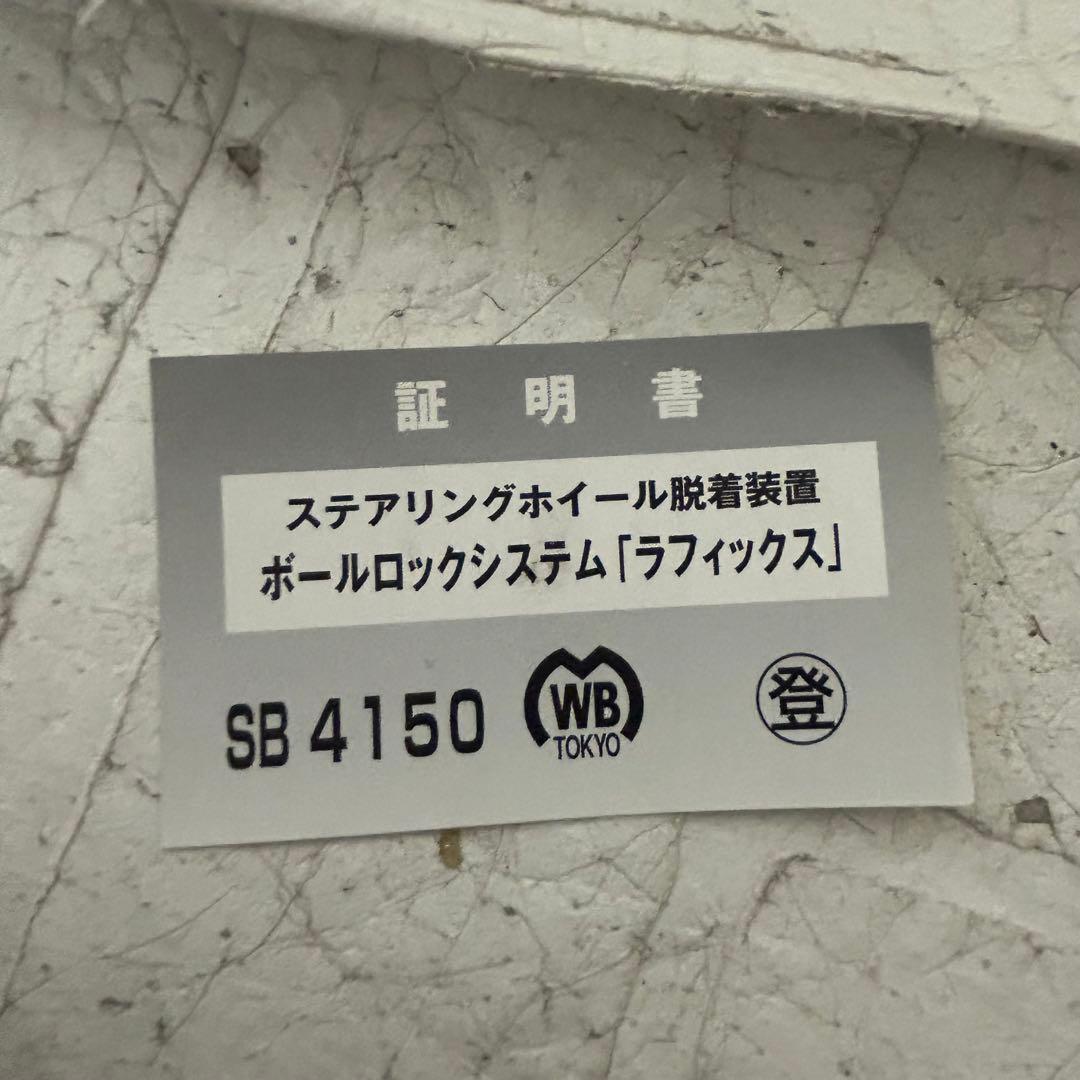 証明書
ステアリングホイール脱着装置
ボールロックシステム「ラフィックス」
SB 4150
WB
TOKYO
登